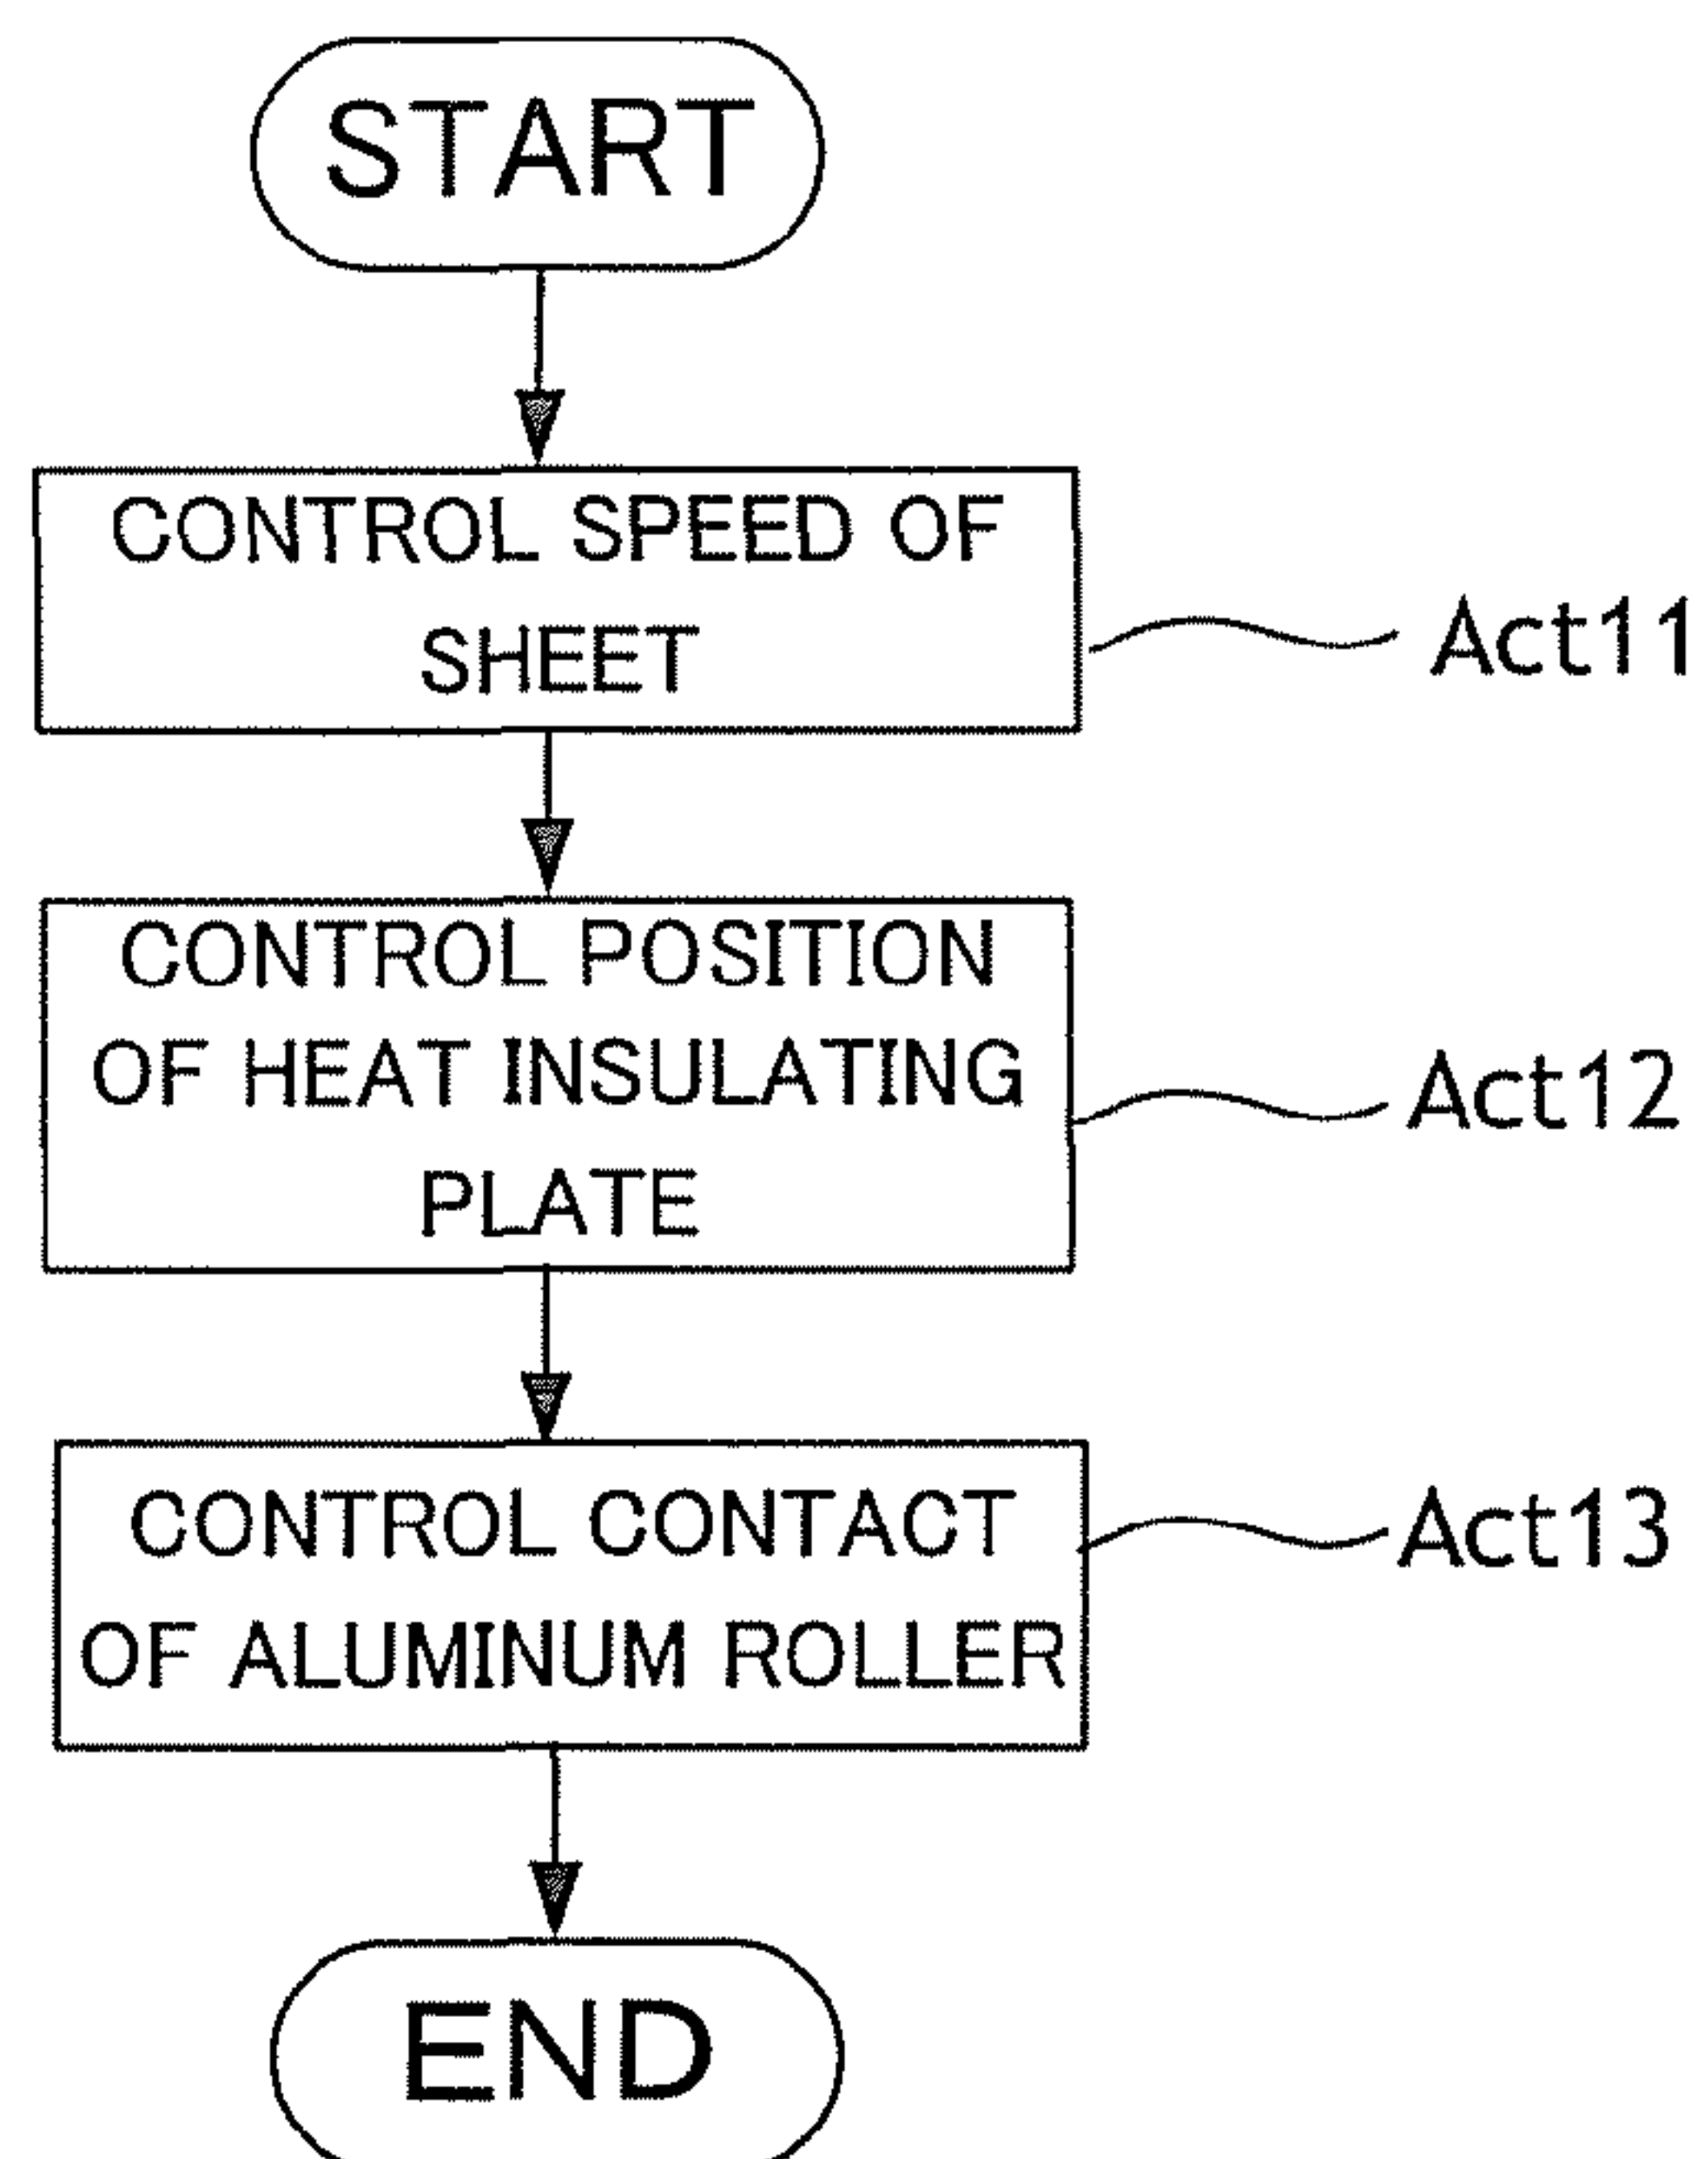 START
CONTROL SPEED OF
SHEET
Act11
CONTROL POSITION
OF HEAT INSULATING
PLATE
Act12
CONTROL CONTACT
OF ALUMINUM ROLLER
Act13
END